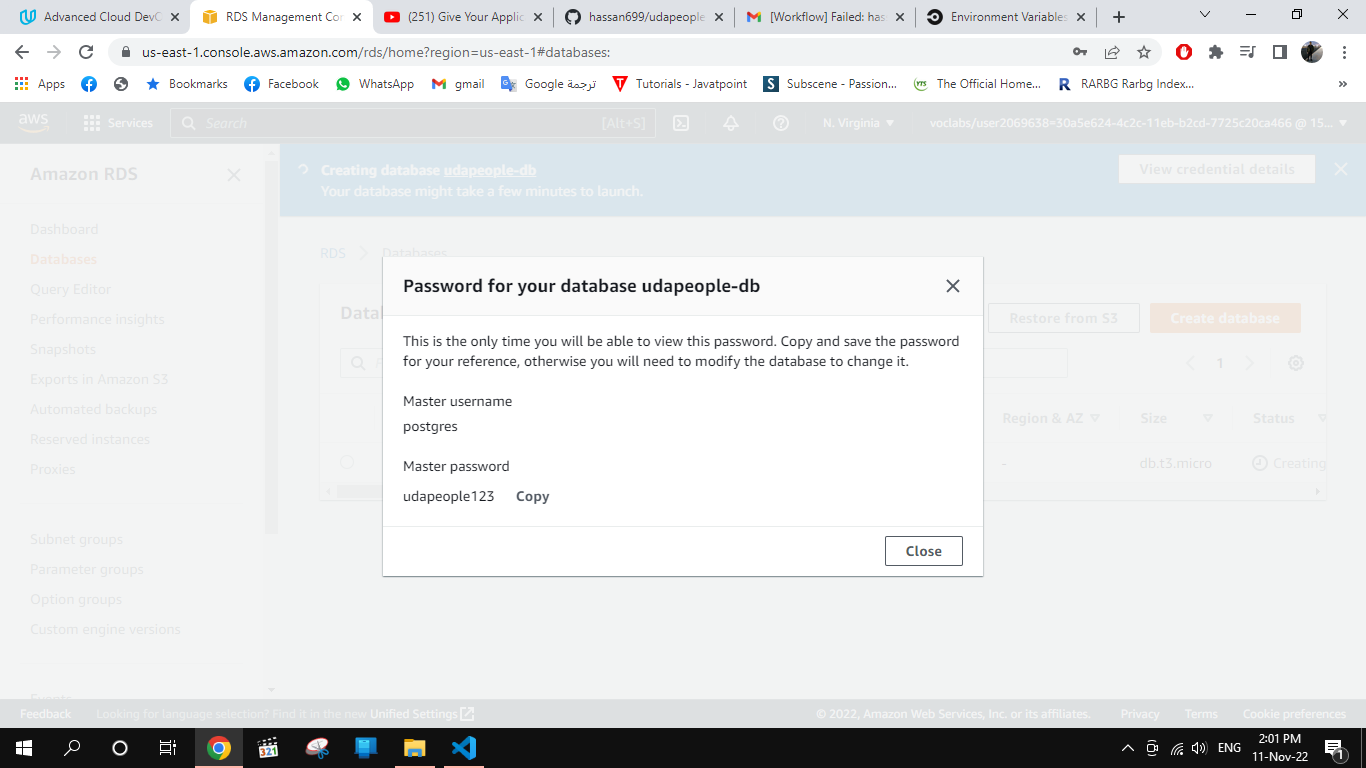 Advanced Cloud DevC
RDS Management Cor
(251) Give Your Applic
hassan699/udapeople
[Workflow] Failed: has
Environment Variables
us-east-1.console.aws.amazon.com/rds/home?region=us-east-1#databases:
Apps
Bookmarks
Facebook
WhatsApp
gmail
ترجمة Google
Tutorials - Javatpoint
Subscene - Passion...
The Official Home...
RARBG Rarbg Index...
»
aws
Services
Search
[Alt+S]
N. Virginia
voclabs/user2069638=30a5e624-4c2c-11eb-b2cd-7725c20ca466 @ 15...
Amazon RDS
Creating database udapeople-db
Your database might take a few minutes to launch.
View credential details
Dashboard
Databases
Query Editor
Performance insights
Snapshots
Exports in Amazon S3
Automated backups
Reserved instances
Proxies
Subnet groups
Parameter groups
Option groups
Custom engine versions
Events
RDS
Databases
Datab
Restore from S3
Create database
1
Region & AZ
Size
Status
-
db.t3.micro
Creating
Password for your database udapeople-db
This is the only time you will be able to view this password. Copy and save the password
for your reference, otherwise you will need to modify the database to change it.
Master username
postgres
Master password
udapeople123
Copy
Close
Feedback
Looking for language selection? Find it in the new Unified Settings
© 2022, Amazon Web Services, Inc. or its affiliates.
Privacy
Terms
Cookie preferences
321
ENG
2:01 PM
11-Nov-22
1